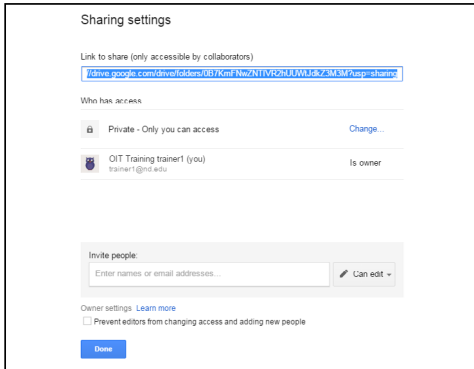 Sharing settings
Link to share (only accessible by collaborators)
//drive.google.com/drive/folders/0B7KmFNwZNTlVR2hUUWtJdkZ3M3M?usp=sharing
Who has access
Private - Only you can access Change...
OIT Training trainer1 (you) Is owner
trainer1@nd.edu
Invite people:
Enter names or email addresses... Can edit
Owner settings Learn more
Prevent editors from changing access and adding new people
Done